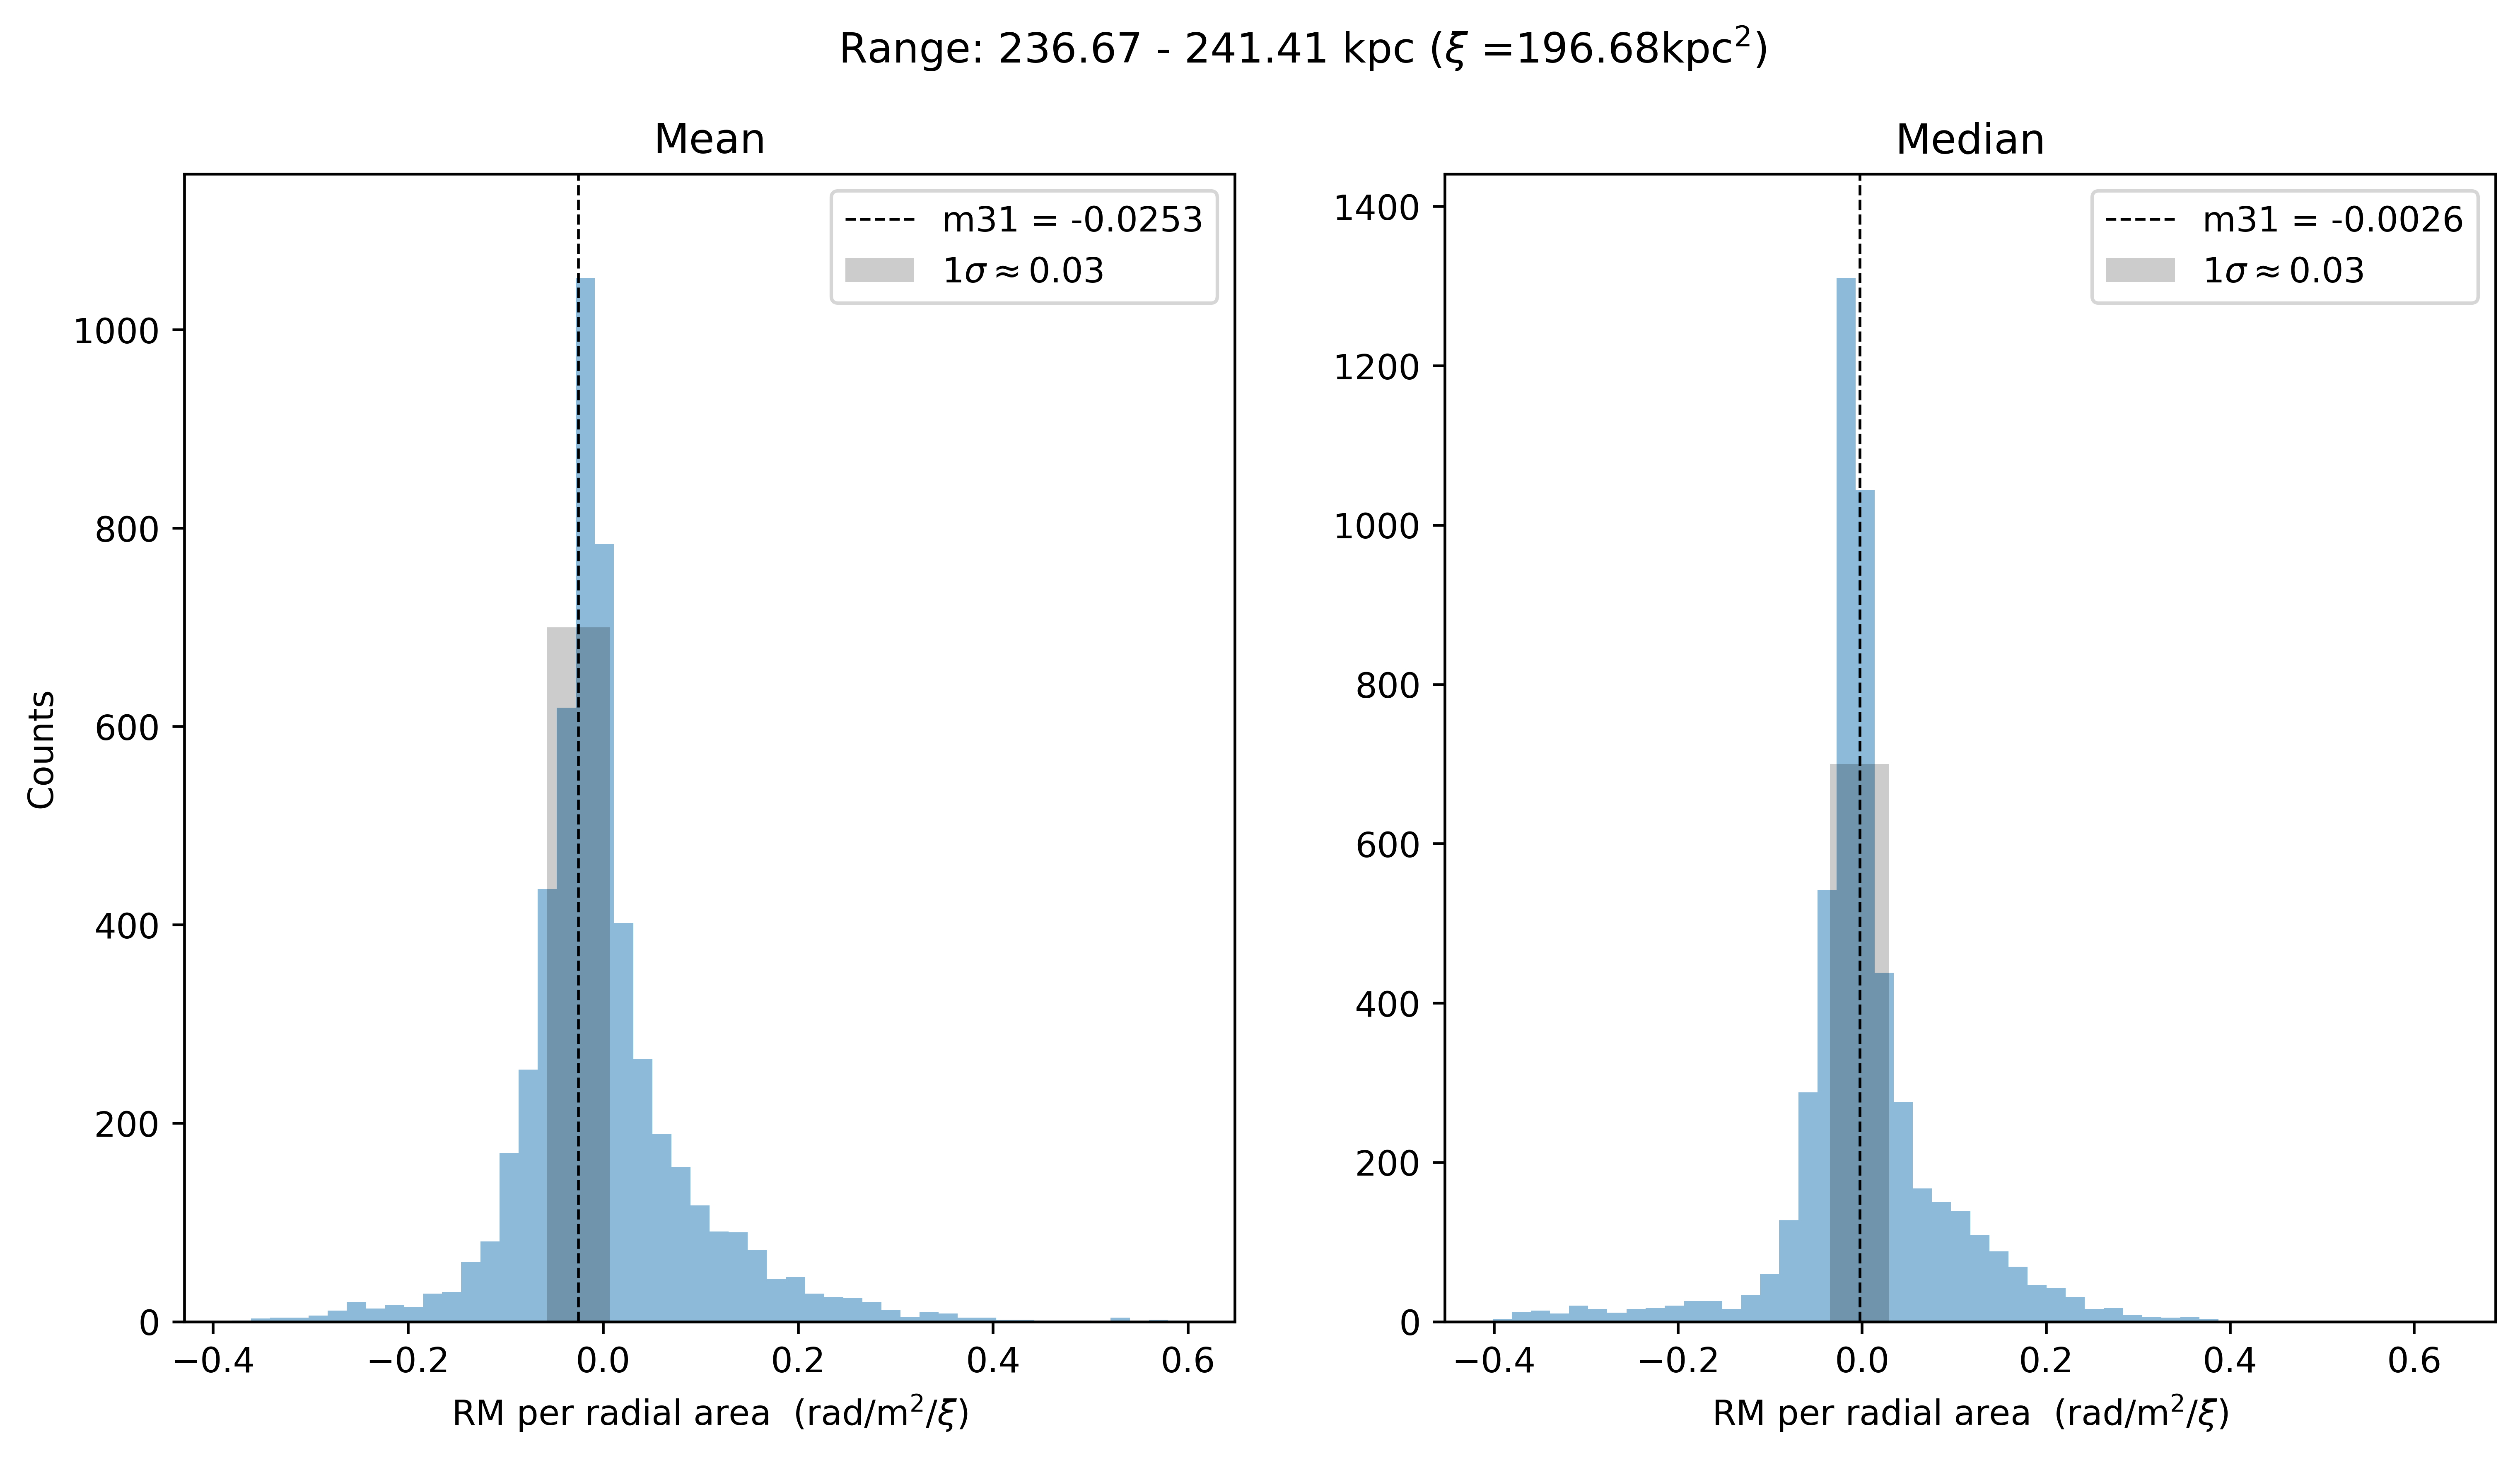 Range: 236.67 - 241.41 kpc (ξ =196.68kpc²)
Mean
m31 = -0.0253
1σ ≈ 0.03
1000
800
600
400
200
0
Counts
−0.4 −0.2 0.0 0.2 0.4 0.6
RM per radial area (rad/m²/ξ)
Median
m31 = -0.0026
1σ ≈ 0.03
1400
1200
1000
800
600
400
200
0
−0.4 −0.2 0.0 0.2 0.4 0.6
RM per radial area (rad/m²/ξ)